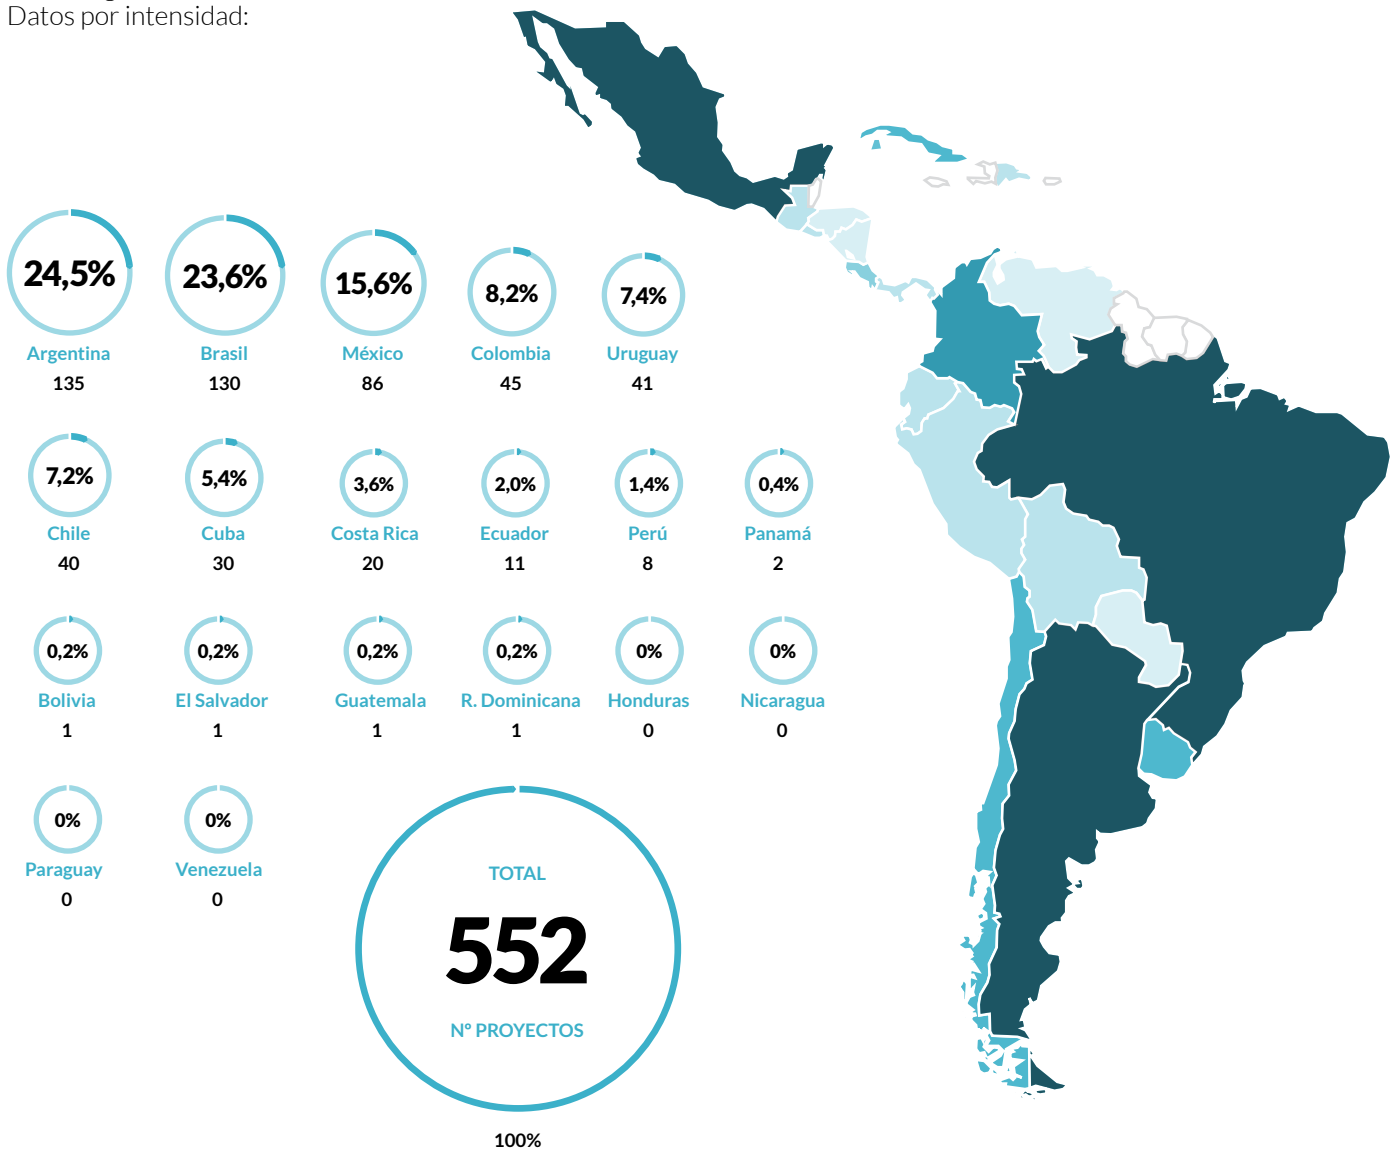 Datos por intensidad:
24,5% 23,6% 15,6% 8,2% 7,4%
Argentina Brasil México Colombia Uruguay
135 130 86 45 41
7,2% 5,4% 3,6% 2,0% 1,4% 0,4%
Chile Cuba Costa Rica Ecuador Perú Panamá
40 30 20 11 8 2
0,2% 0,2% 0,2% 0,2% 0% 0%
Bolivia El Salvador Guatemala R. Dominicana Honduras Nicaragua
1 1 1 1 0 0
0% 0%
Paraguay Venezuela
0 0
TOTAL
552
Nº PROYECTOS
100%